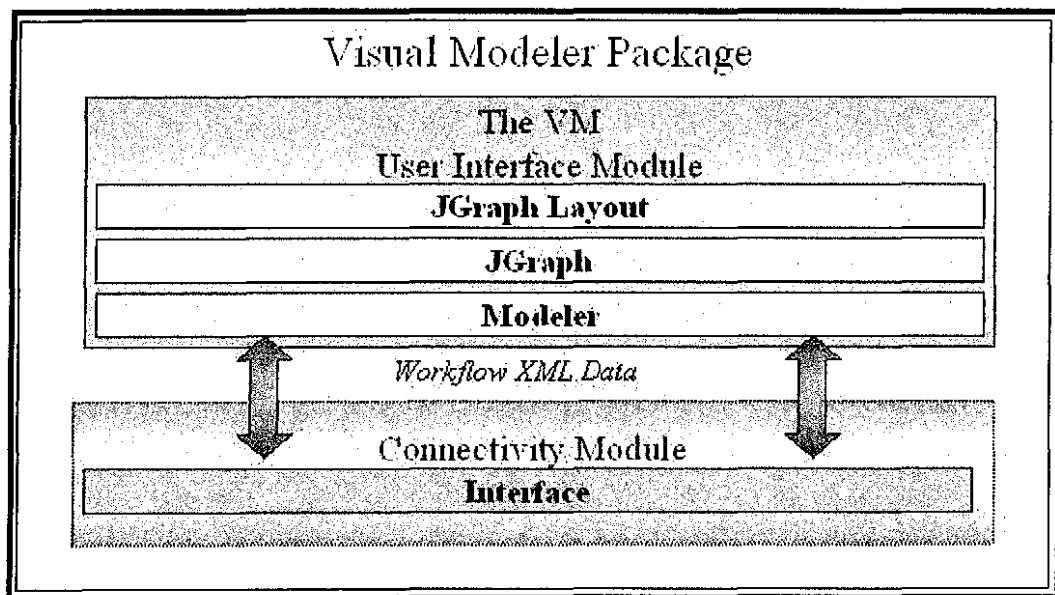 Visual Modeler Package
The VM
User Interface Module
JGraph Layout
JGraph
Modeler
Workflow XML Data
Connectivity Module
Interface